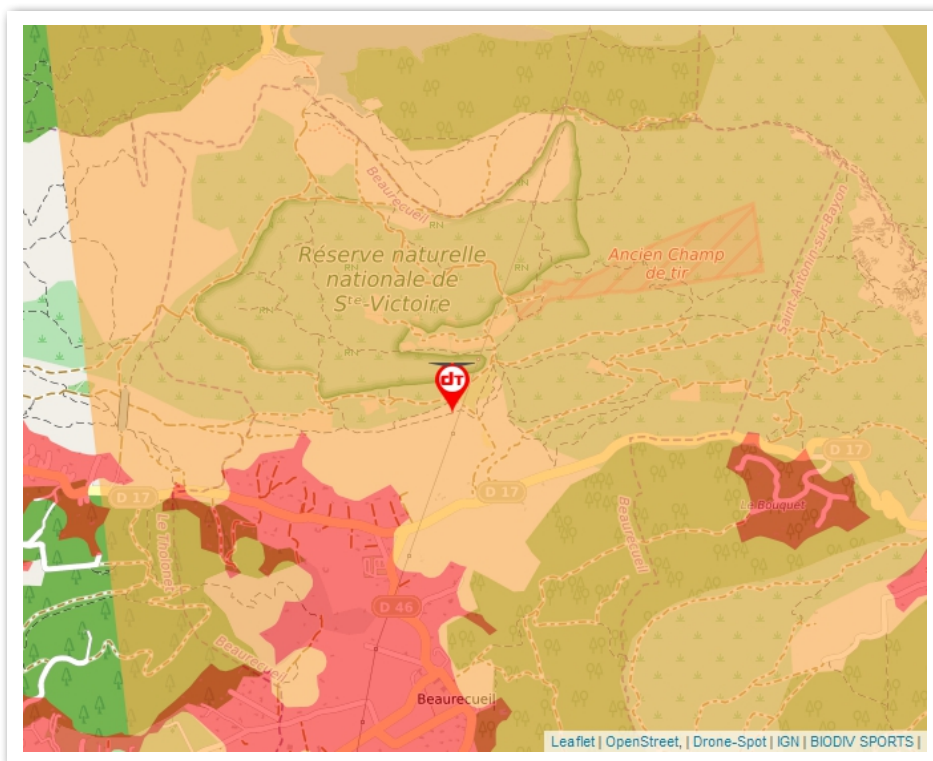 Beaurecueil
RN
RN
Réserve naturelle
nationale de
Sᵗᵉ-Victoire
RN
RN
RN
RN
Ancien Champ
de tir
Saint-Antonin-sur-Bayon
dT
D 17
D 17
D 17
Le Bouquet
Le Tholonet
Beaurecueil
D 46
Beaurecueil
Beaurecueil
Leaflet | OpenStreet, | Drone-Spot | IGN | BIODIV SPORTS |